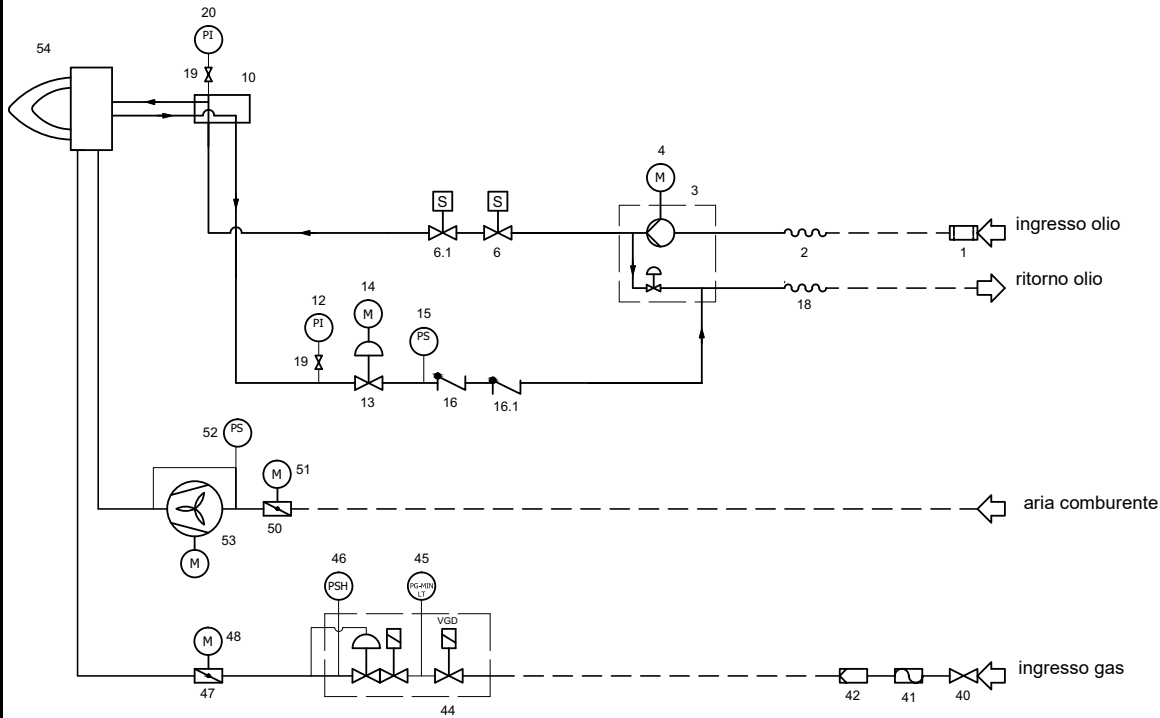 20
PI
54
19
10
4
M
3
S
S
ingresso olio
6.1
6
2
1
ritorno olio
18
12
14
15
PI
M
PS
19
13
16
16.1
52
PS
M
51
aria comburente
50
53
M
46
45
PSH
PG-MIN
LT
VGD
M
48
ingresso gas
47
42
41
40
44